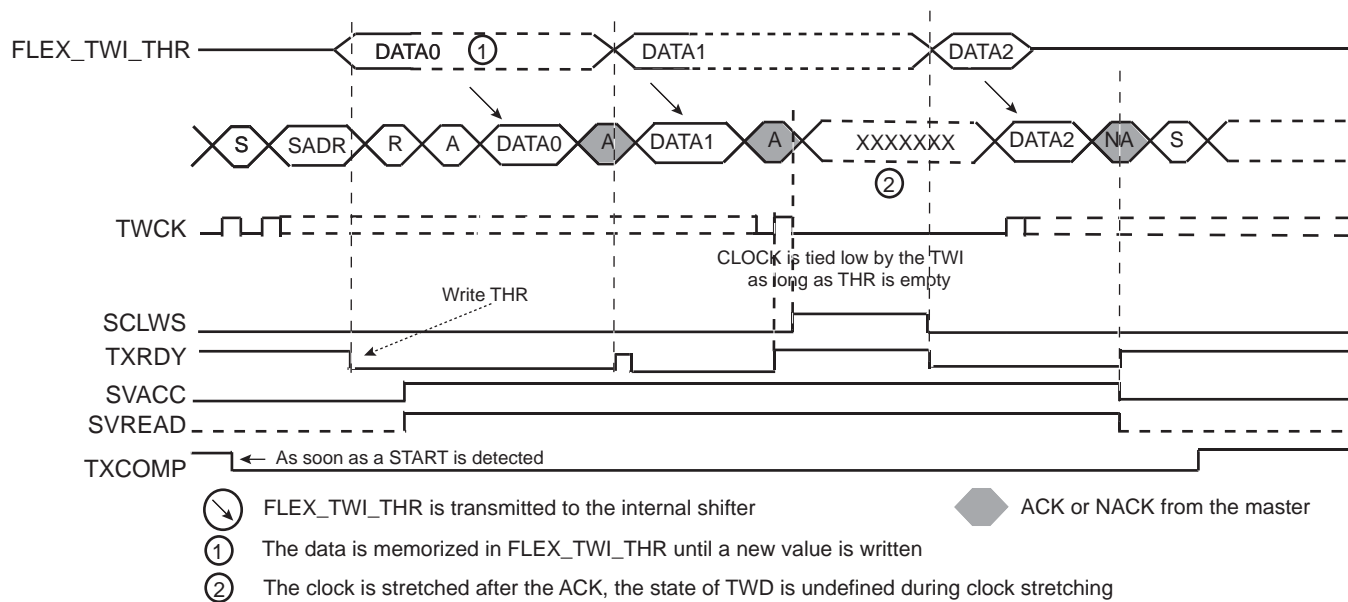 FLEX_TWI_THR DATA0 1 DATA1 DATA2
S SADR R A DATA0 A DATA1 A XXXXXXX DATA2 NA S
2
TWCK
CLOCK is tied low by the TWI
as long as THR is empty
Write THR
SCLWS
TXRDY
SVACC
SVREAD
TXCOMP As soon as a START is detected
FLEX_TWI_THR is transmitted to the internal shifter ACK or NACK from the master
1 The data is memorized in FLEX_TWI_THR until a new value is written
2 The clock is stretched after the ACK, the state of TWD is undefined during clock stretching